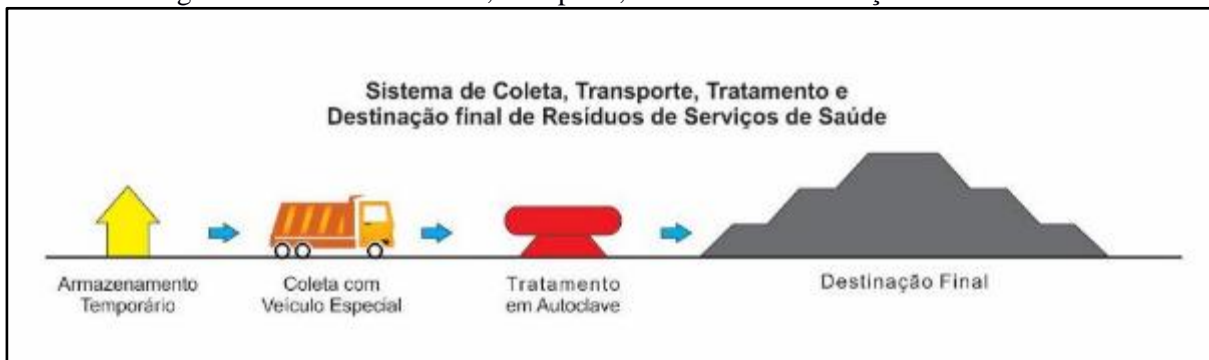 Sistema de Coleta, Transporte, Tratamento e
Destinação final de Resíduos de Serviços de Saúde
Armazenamento
Temporário
Coleta com
Veículo Especial
Tratamento
em Autoclave
Destinação Final